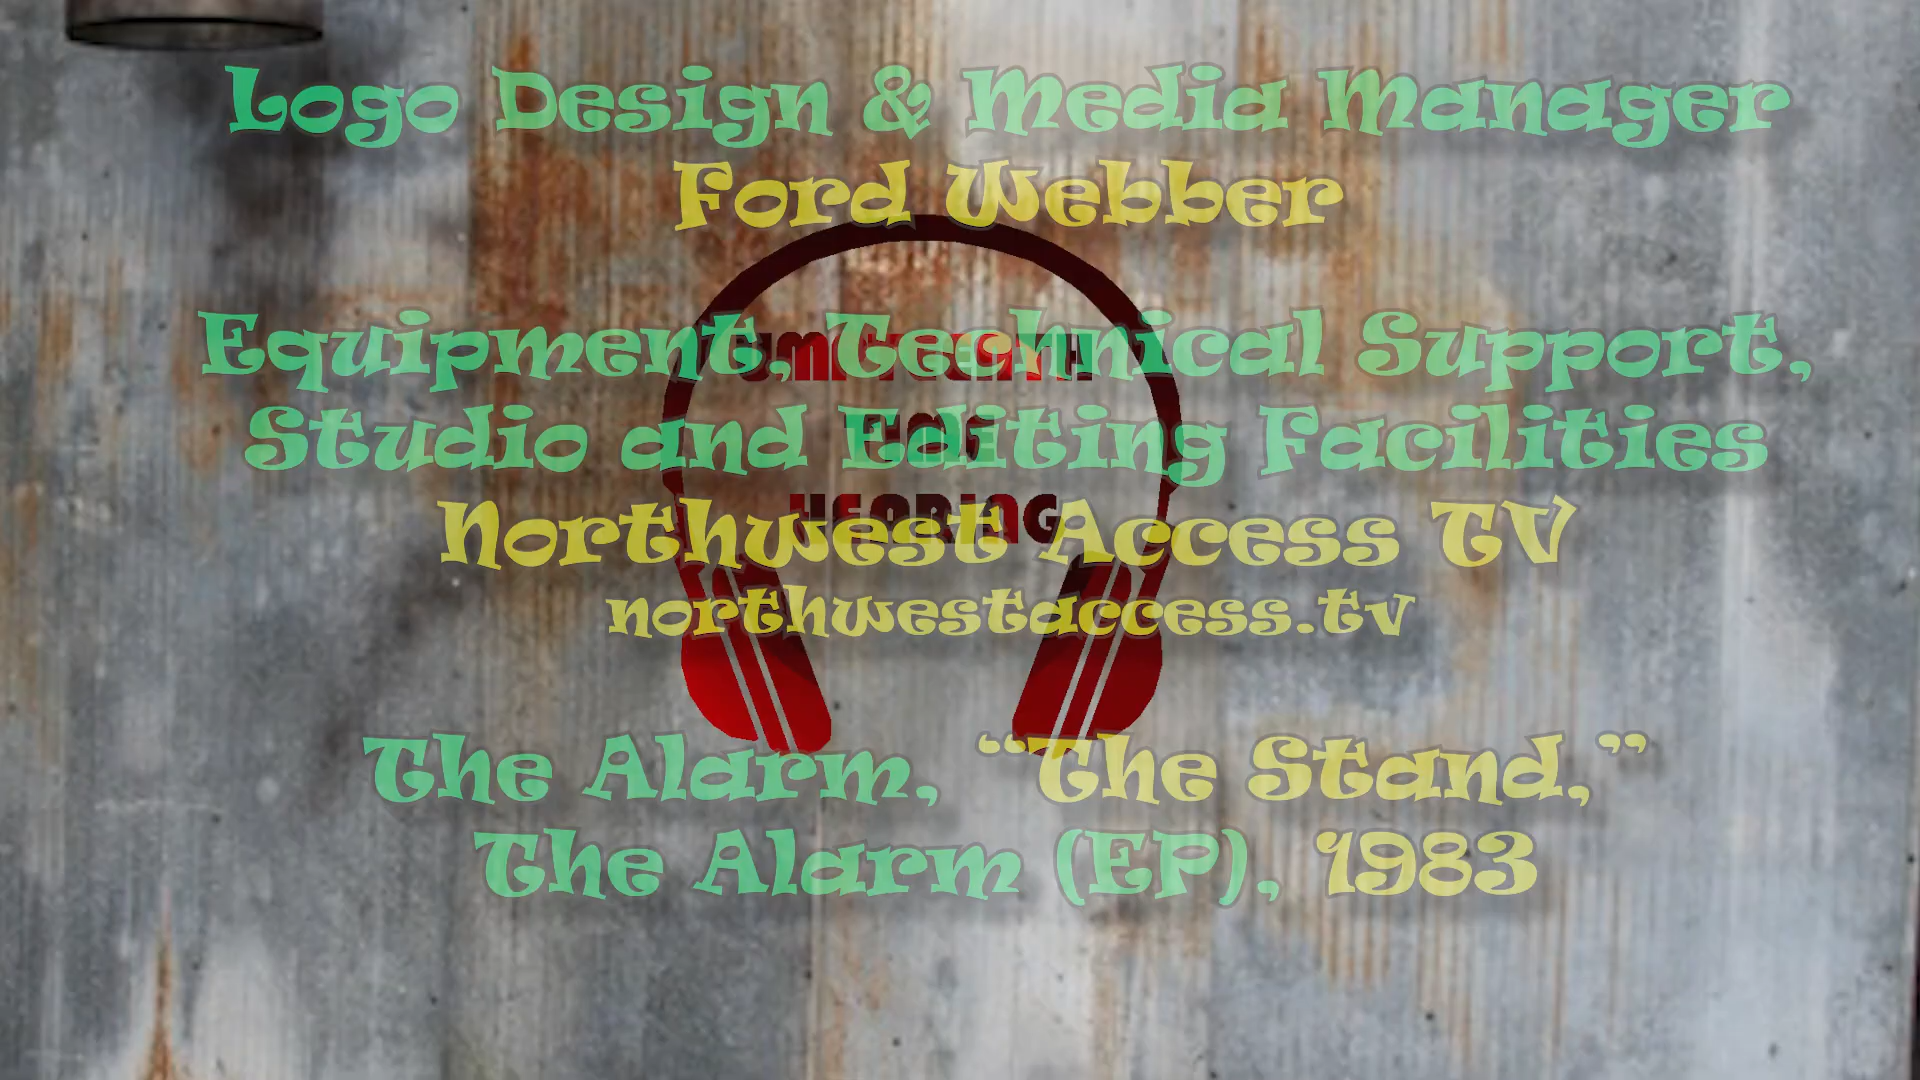 Logo Design & Media Manager
Ford Webber
Equipment, Technical Support,
Studio and Editing Facilities
Northwest Access TV
northwestaccess.tv
The Alarm, “The Stand,”
The Alarm (EP), 1983
HEARING